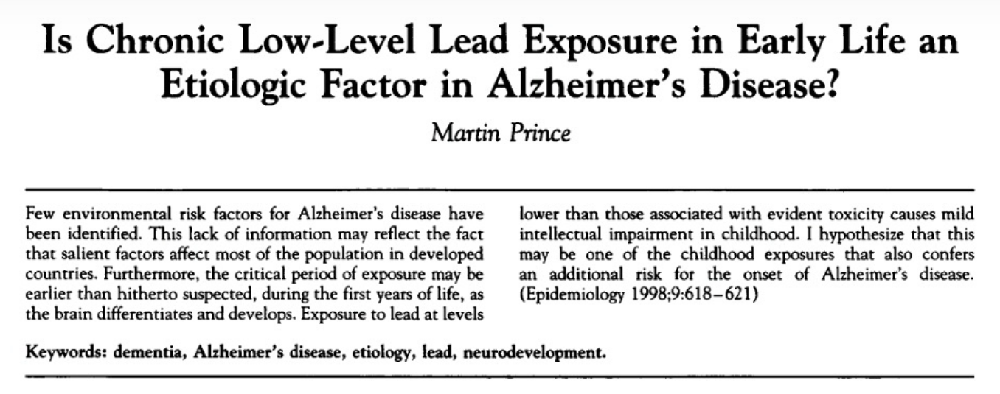 Is Chronic Low-Level Lead Exposure in Early Life an
Etiologic Factor in Alzheimer's Disease?
Martin Prince
Few environmental risk factors for Alzheimer's disease have
been identified. This lack of information may reflect the fact
that salient factors affect most of the population in developed
countries. Furthermore, the critical period of exposure may be
earlier than hitherto suspected, during the first years of life, as
the brain differentiates and develops. Exposure to lead at levels
lower than those associated with evident toxicity causes mild
intellectual impairment in childhood. I hypothesize that this
may be one of the childhood exposures that also confers
an additional risk for the onset of Alzheimer's disease.
(Epidemiology 1998;9:618–621)
Keywords: dementia, Alzheimer's disease, etiology, lead, neurodevelopment.